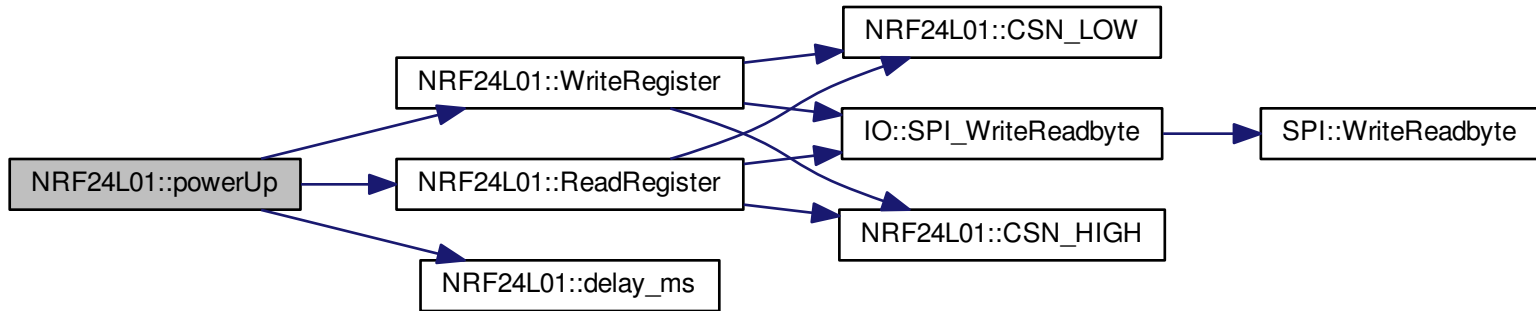 NRF24L01::powerUp
NRF24L01::WriteRegister
NRF24L01::ReadRegister
NRF24L01::delay_ms
NRF24L01::CSN_LOW
IO::SPI_WriteReadbyte
NRF24L01::CSN_HIGH
SPI::WriteReadbyte